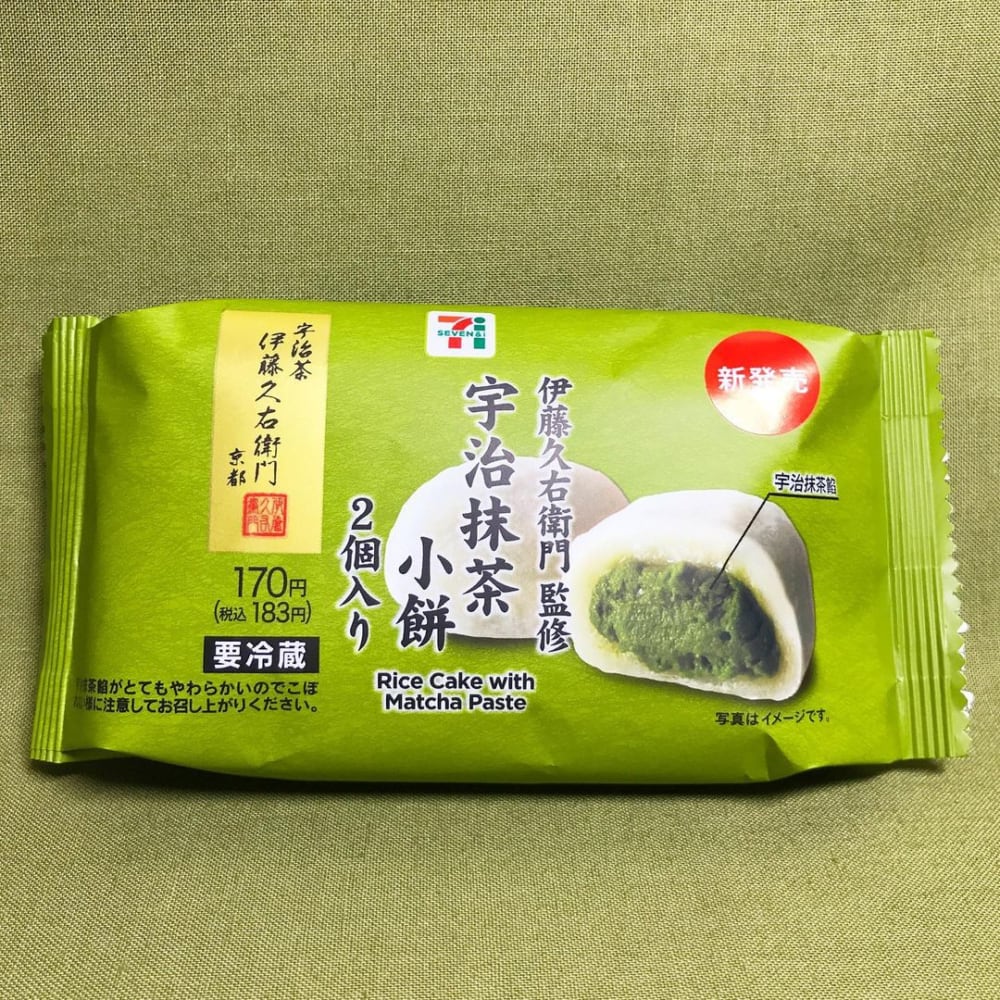 宇治茶
伊藤久右衛門
京都
SEVEN&i
新発売
伊藤久右衛門 監修
宇治抹茶
小餅
2個入り
宇治抹茶餡
170円
(税込 183円)
要冷蔵
茶餡がとてもやわらかいのでこぼ
様に注意してお召し上がりください。
Rice Cake with
Matcha Paste
写真はイメージです。